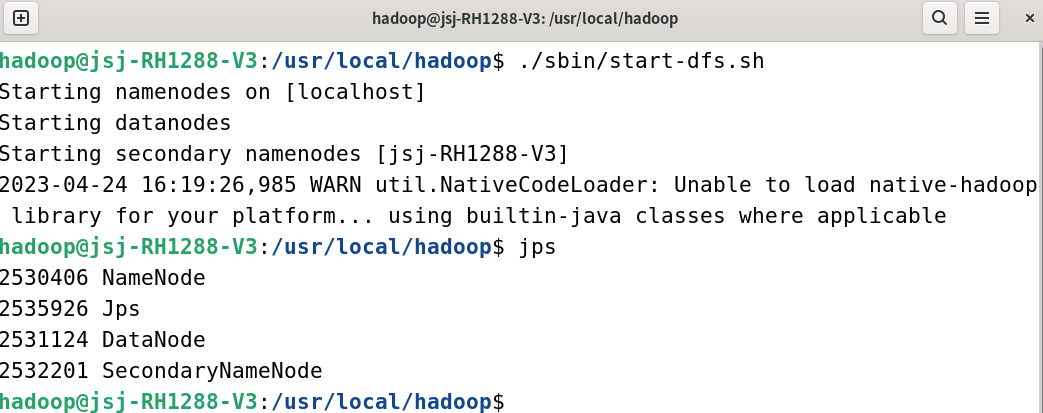 hadoop@jsj-RH1288-V3: /usr/local/hadoop
hadoop@jsj-RH1288-V3:/usr/local/hadoop$ ./sbin/start-dfs.sh
Starting namenodes on [localhost]
Starting datanodes
Starting secondary namenodes [jsj-RH1288-V3]
2023-04-24 16:19:26,985 WARN util.NativeCodeLoader: Unable to load native-hadoop
 library for your platform... using builtin-java classes where applicable
hadoop@jsj-RH1288-V3:/usr/local/hadoop$ jps
2530406 NameNode
2535926 Jps
2531124 DataNode
2532201 SecondaryNameNode
hadoop@jsj-RH1288-V3:/usr/local/hadoop$